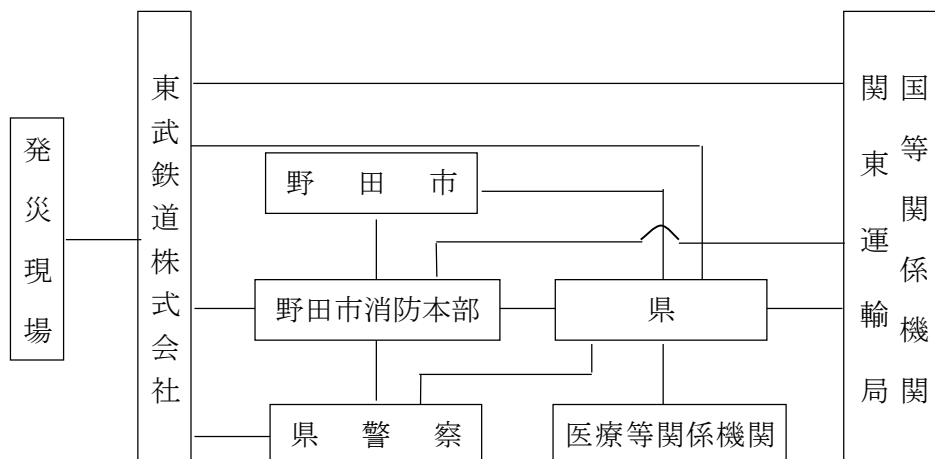 発災現場
東武鉄道株式会社
野田市
野田市消防本部
県
県警察
医療等関係機関
国等関係機関
関東運輸局